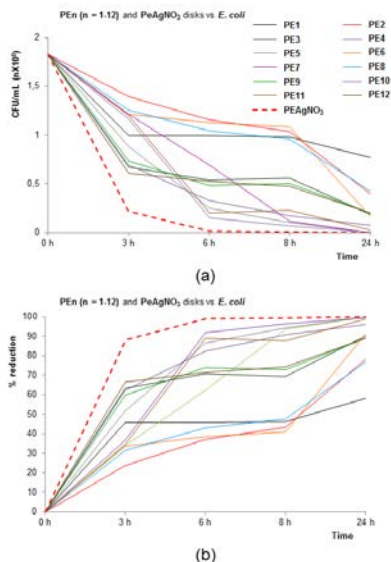 PEn (n = 1-12) and PeAgNO3 disks vs E. coli
CFU/mL (nX10⁶)
2
1,5
1
0,5
0
PE1 PE2
PE3 PE4
PE5 PE6
PE7 PE8
PE9 PE10
PE11 PE12
PEAgNO₃
0 h 3 h 6 h 8 h 24 h
Time
(a)
PEn (n = 1-12) and PeAgNO3 disks vs E. coli
% reduction
100
90
80
70
60
50
40
30
20
10
0
0 h 3 h 6 h 8 h 24 h
Time
(b)